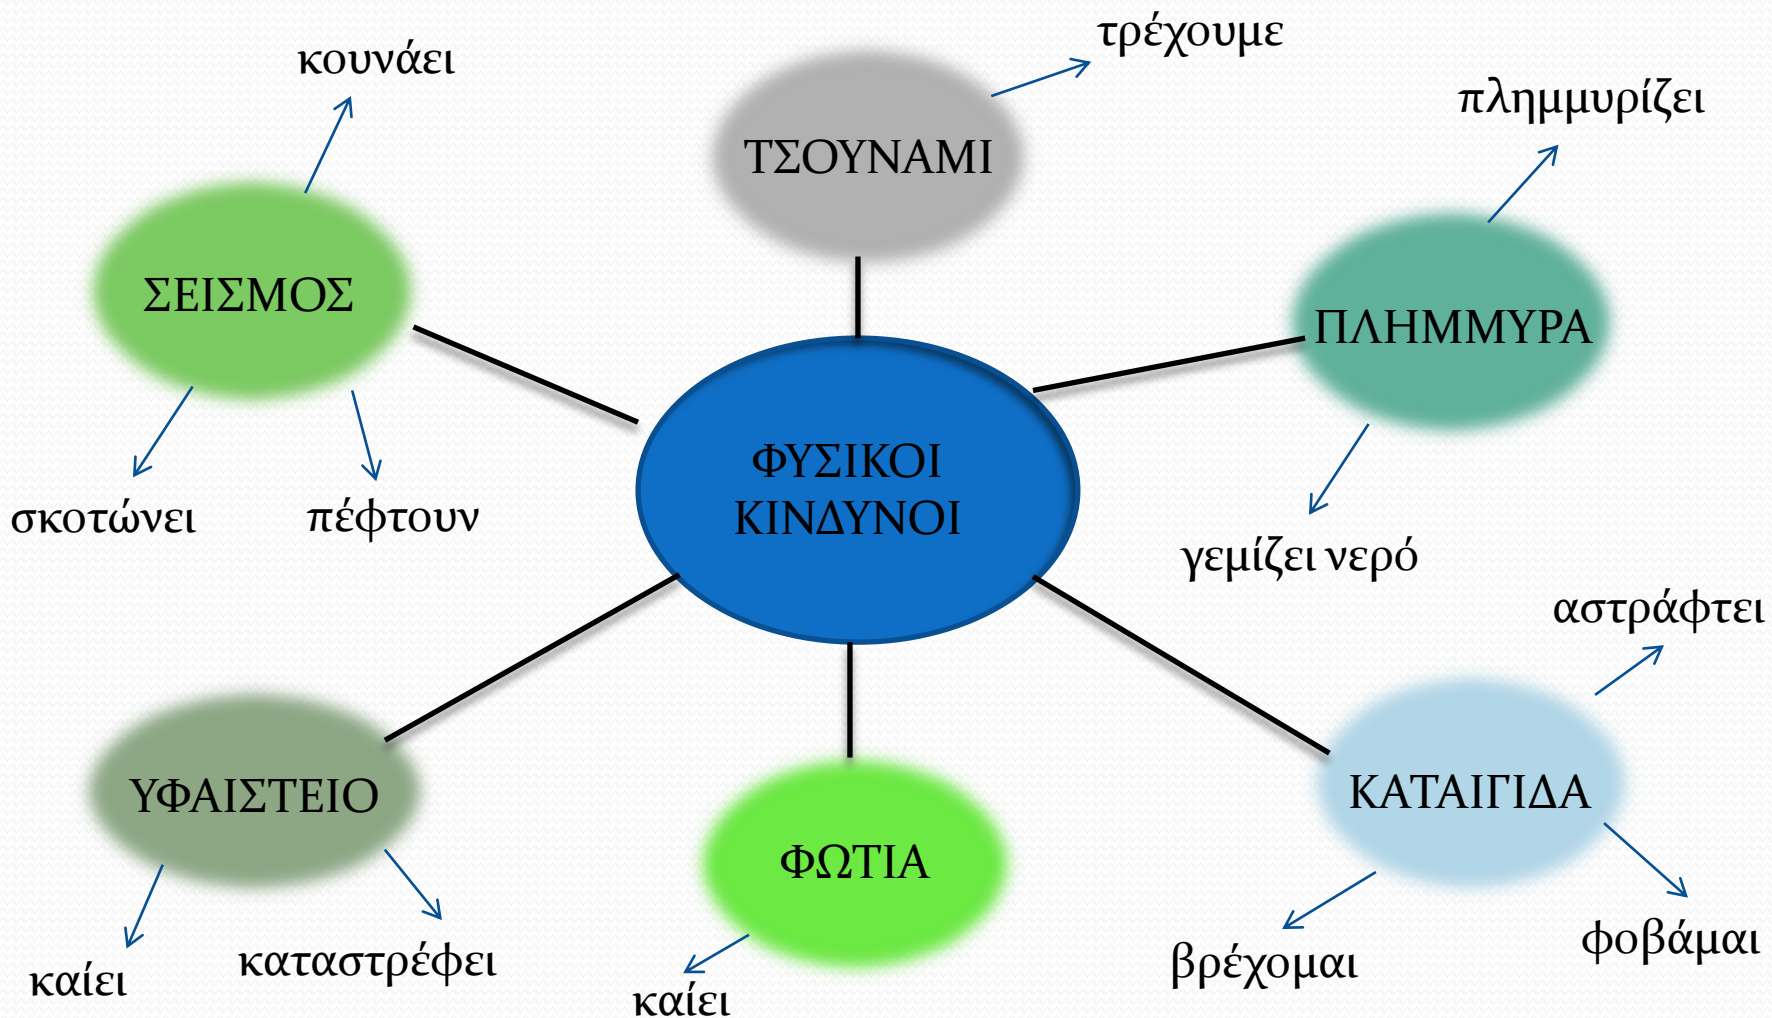 τρέχουμε
κουνάει
πλημμυρίζει
ΤΣΟΥΝΑΜΙ
ΣΕΙΣΜΟΣ
ΠΛΗΜΜΥΡΑ
ΦΥΣΙΚΟΙ
ΚΙΝΔΥΝΟΙ
σκοτώνει
πέφτουν
γεμίζει νερό
αστράφτει
ΥΦΑΙΣΤΕΙΟ
ΚΑΤΑΙΓΙΔΑ
ΦΩΤΙΑ
καίει
καταστρέφει
καίει
βρέχομαι
φοβάμαι